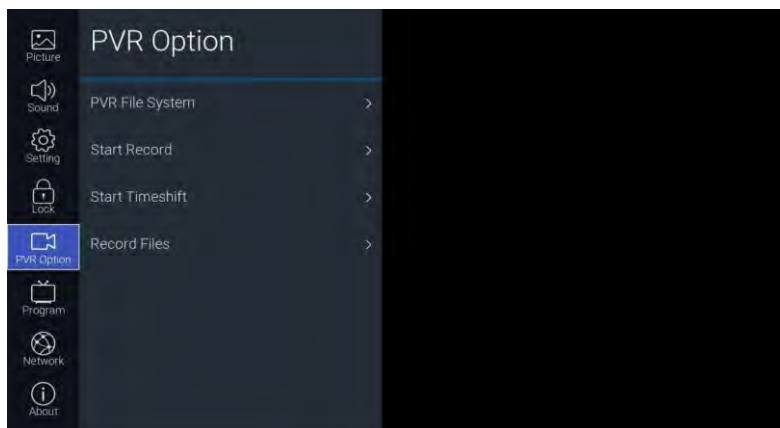 Picture
PVR Option
Sound
PVR File System
Setting
Start Record
Lock
Start Timeshift
PVR Option
Record Files
Program
Network
About